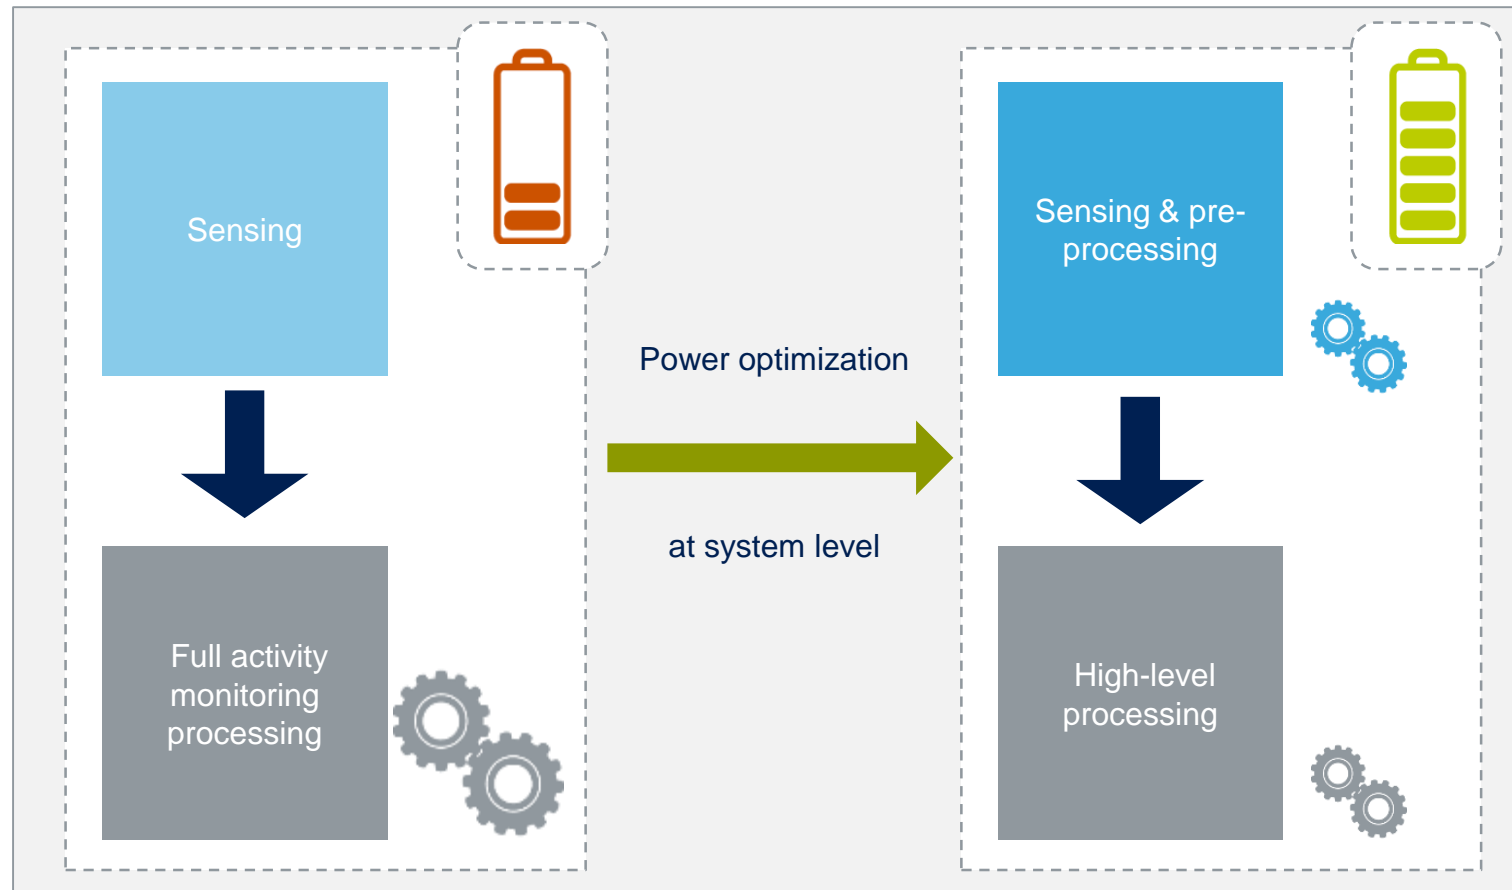 Sensing
Full activity
monitoring
processing
Power optimization
at system level
Sensing & pre-
processing
High-level
processing